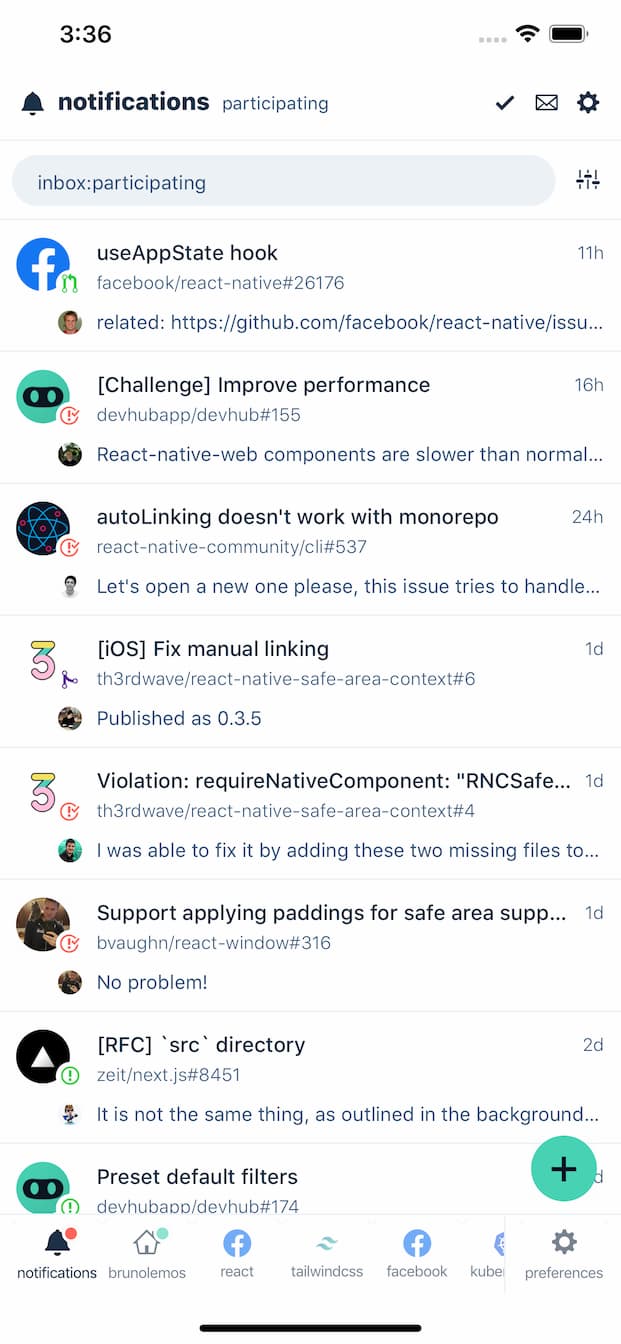 3:36
notifications participating
inbox:participating
useAppState hook 11h
facebook/react-native#26176
related: https://github.com/facebook/react-native/issu...
[Challenge] Improve performance 16h
devhubapp/devhub#155
React-native-web components are slower than normal...
autoLinking doesn't work with monorepo 24h
react-native-community/cli#537
Let's open a new one please, this issue tries to handle...
[iOS] Fix manual linking 1d
th3rdwave/react-native-safe-area-context#6
Published as 0.3.5
Violation: requireNativeComponent: "RNCSafe... 1d
th3rdwave/react-native-safe-area-context#4
I was able to fix it by adding these two missing files to...
Support applying paddings for safe area supp... 1d
bvaughn/react-window#316
No problem!
[RFC] `src` directory 2d
zeit/next.js#8451
It is not the same thing, as outlined in the background...
Preset default filters d
devhubapp/devhub#174
notifications brunolemos react tailwindcss facebook kuber preferences